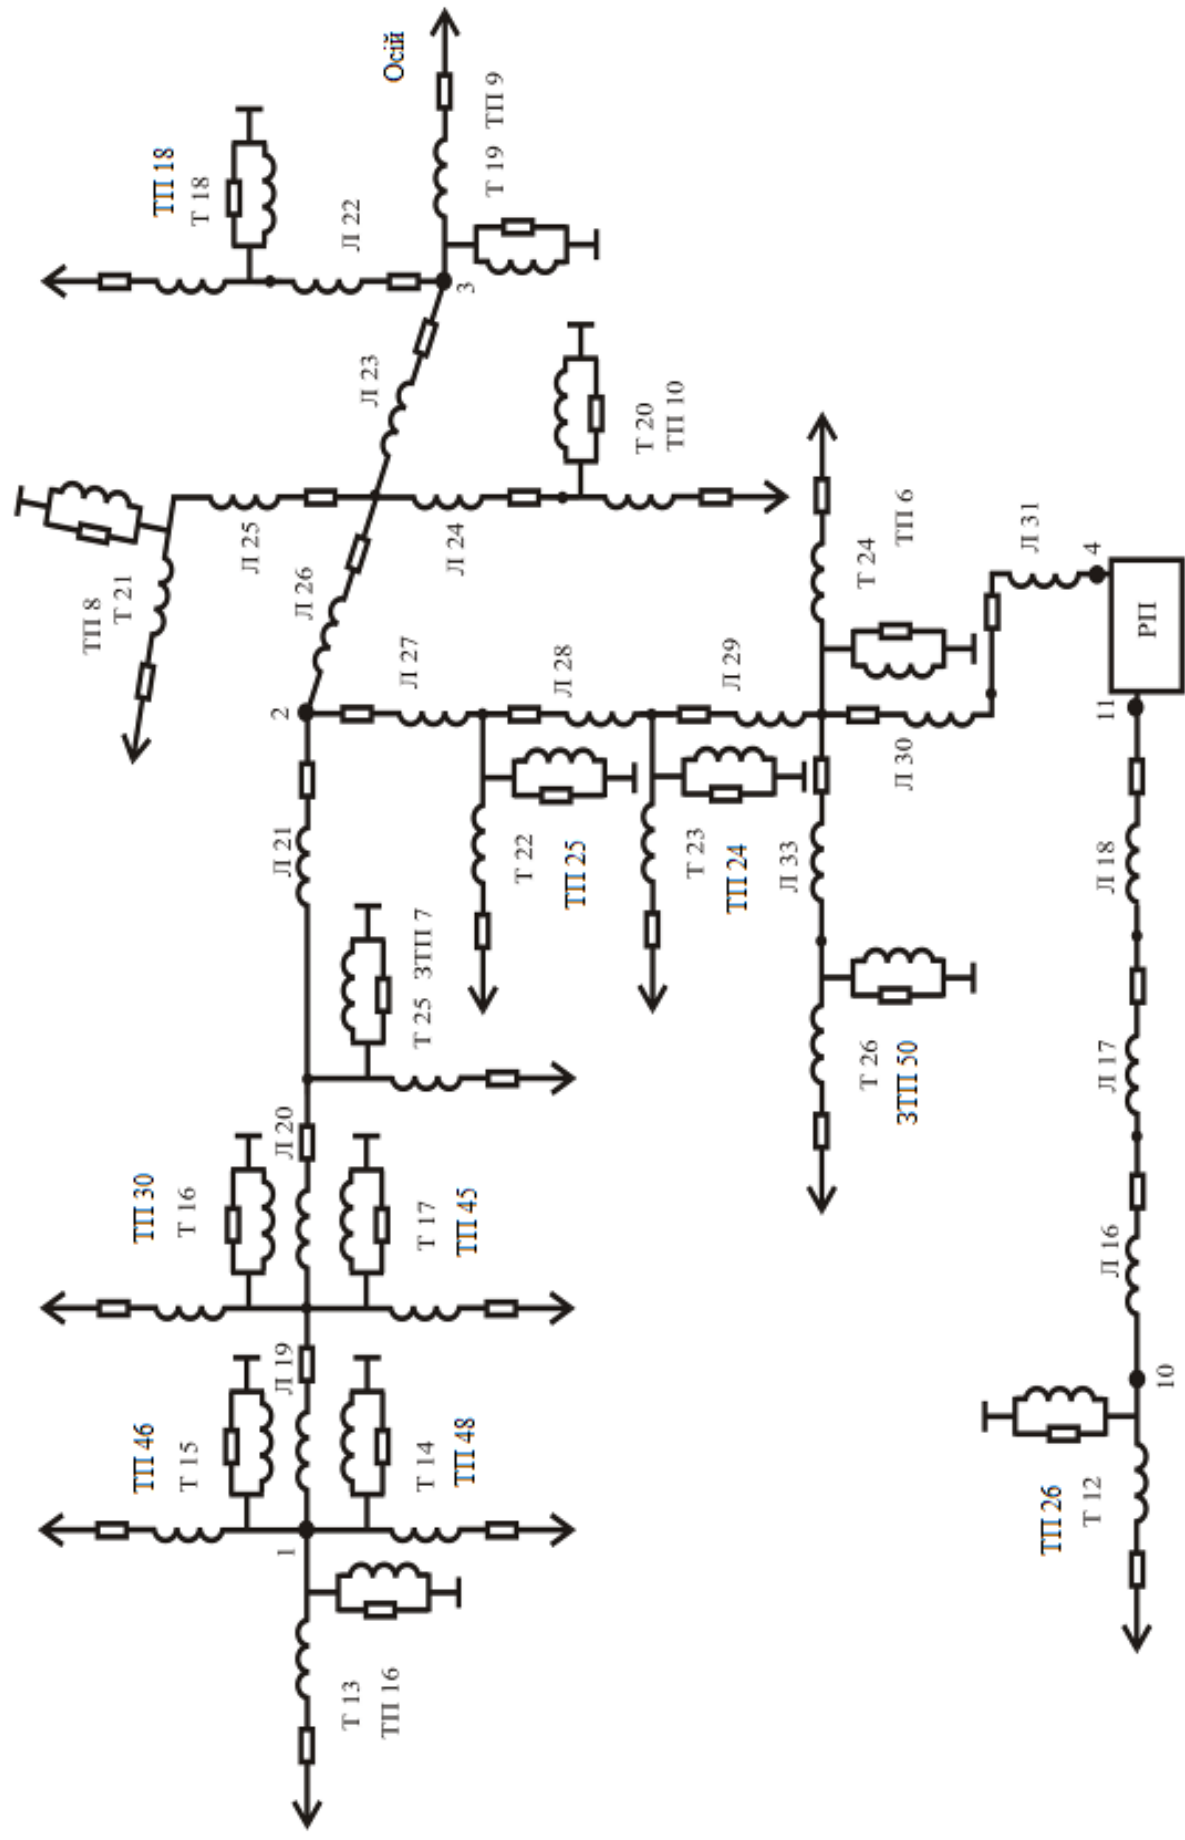 Осій
ТП 9
Т 19
ТП 18
Т 18
Л 22
3
Л 23
Т 20
ТП 10
Л 24
Л 25
ТП 8
Т 21
Л 26
2
Л 27
Л 28
Л 29
ТП 6
Т 24
Л 31
4
РП
11
Л 30
Л 21
Т 22
ТП 25
Т 23
ТП 24
Л 33
Л 18
Т 25 ЗТП 7
Т 26
ЗТП 50
Л 17
Л 20
ТП 30
Т 16
Т 17
ТП 45
Л 16
Л 19
10
ТП 46
Т 15
Т 14
ТП 48
1
ТП 26
Т 12
Т 13
ТП 16